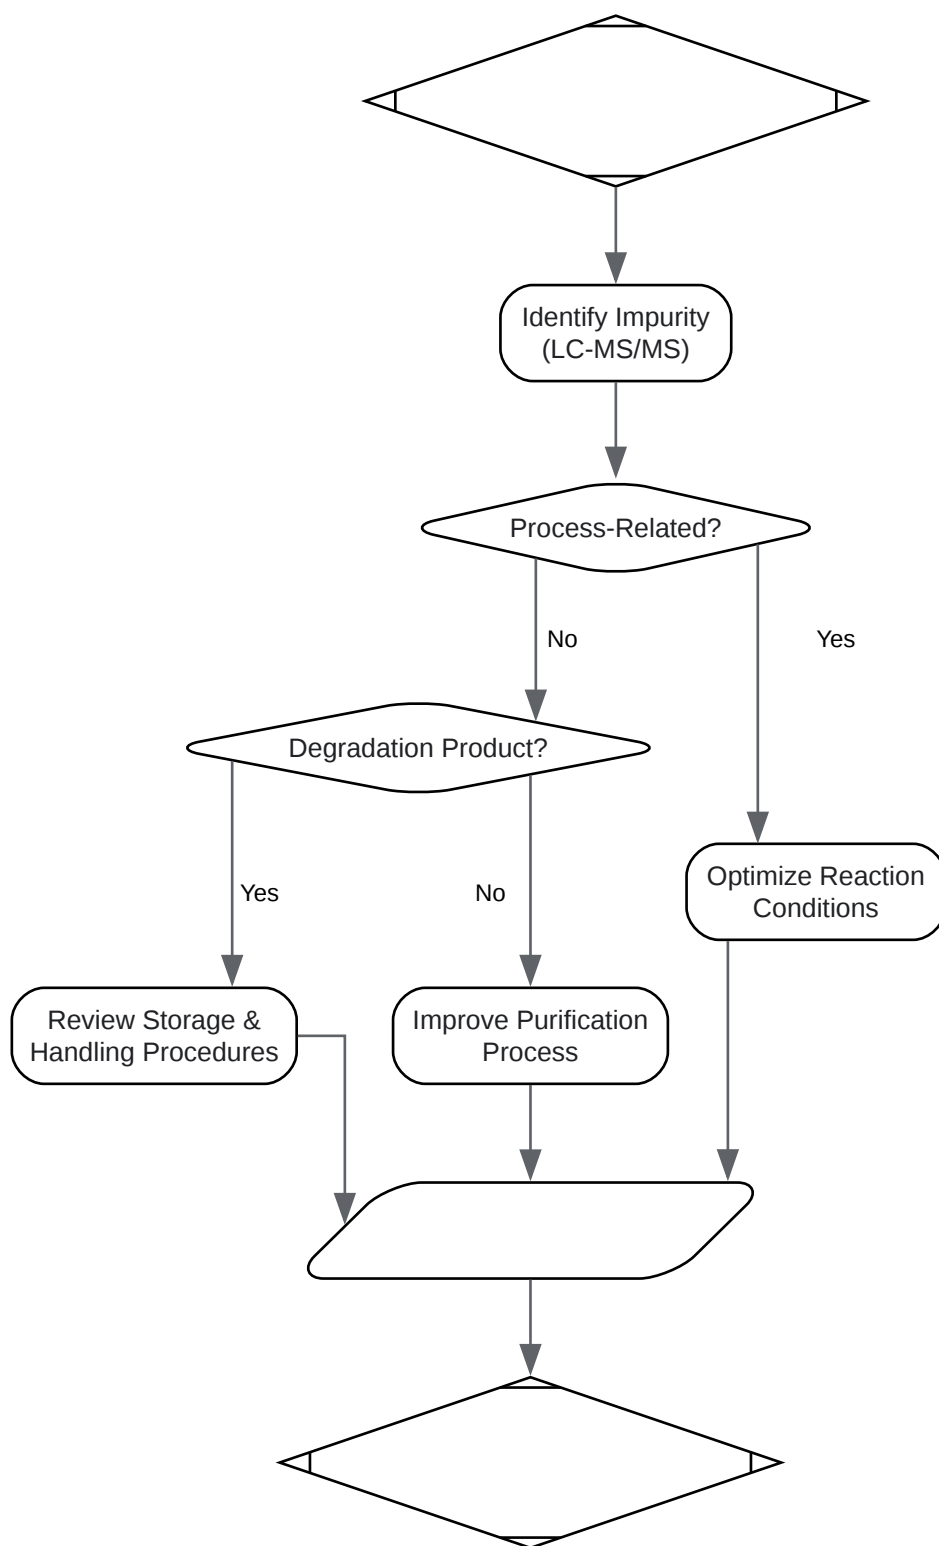 Identify Impurity
(LC-MS/MS)
Process-Related?
No
Yes
Degradation Product?
Yes
No
Optimize Reaction
Conditions
Review Storage &
Handling Procedures
Improve Purification
Process